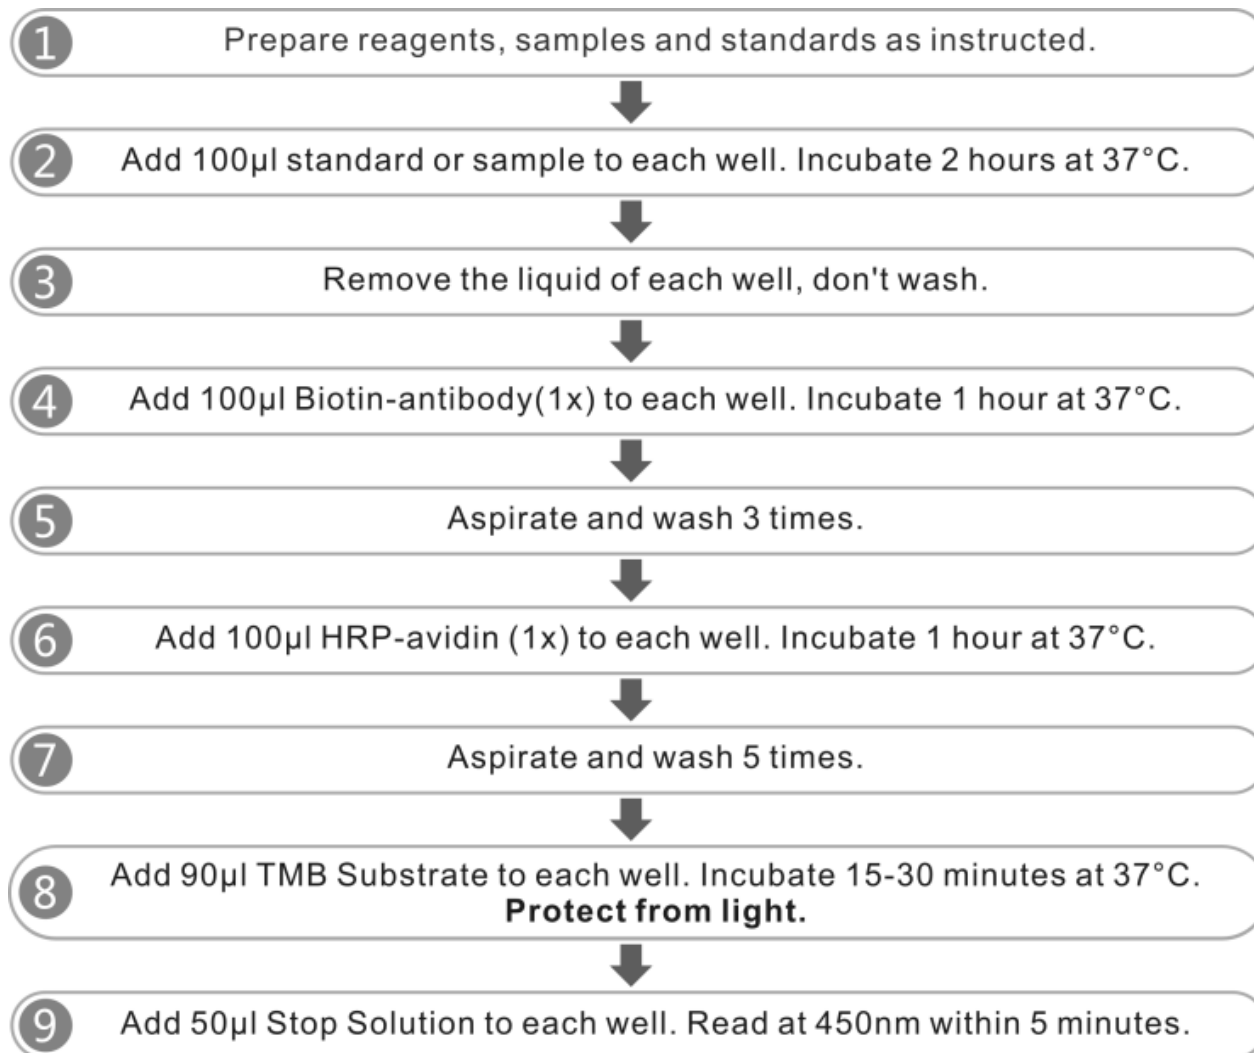 1
Prepare reagents, samples and standards as instructed.
2
Add 100µl standard or sample to each well. Incubate 2 hours at 37°C.
3
Remove the liquid of each well, don't wash.
4
Add 100µl Biotin-antibody(1x) to each well. Incubate 1 hour at 37°C.
5
Aspirate and wash 3 times.
6
Add 100µl HRP-avidin (1x) to each well. Incubate 1 hour at 37°C.
7
Aspirate and wash 5 times.
8
Add 90µl TMB Substrate to each well. Incubate 15-30 minutes at 37°C.
Protect from light.
9
Add 50µl Stop Solution to each well. Read at 450nm within 5 minutes.